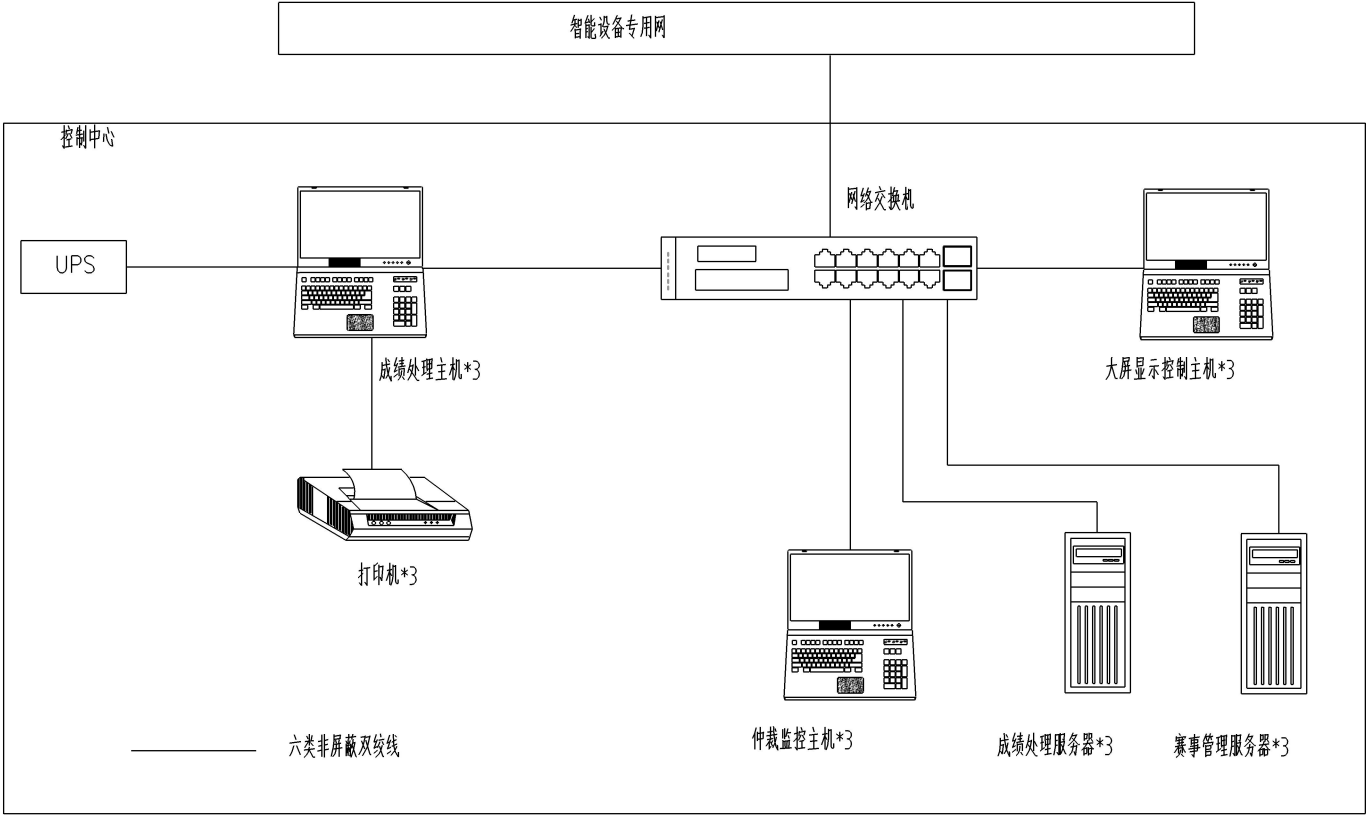 智能设备专用网
控制中心
网络交换机
UPS
成绩处理主机*3
大屏显示控制主机*3
打印机*3
仲裁监控主机*3
成绩处理服务器*3
赛事管理服务器*3
六类非屏蔽双绞线